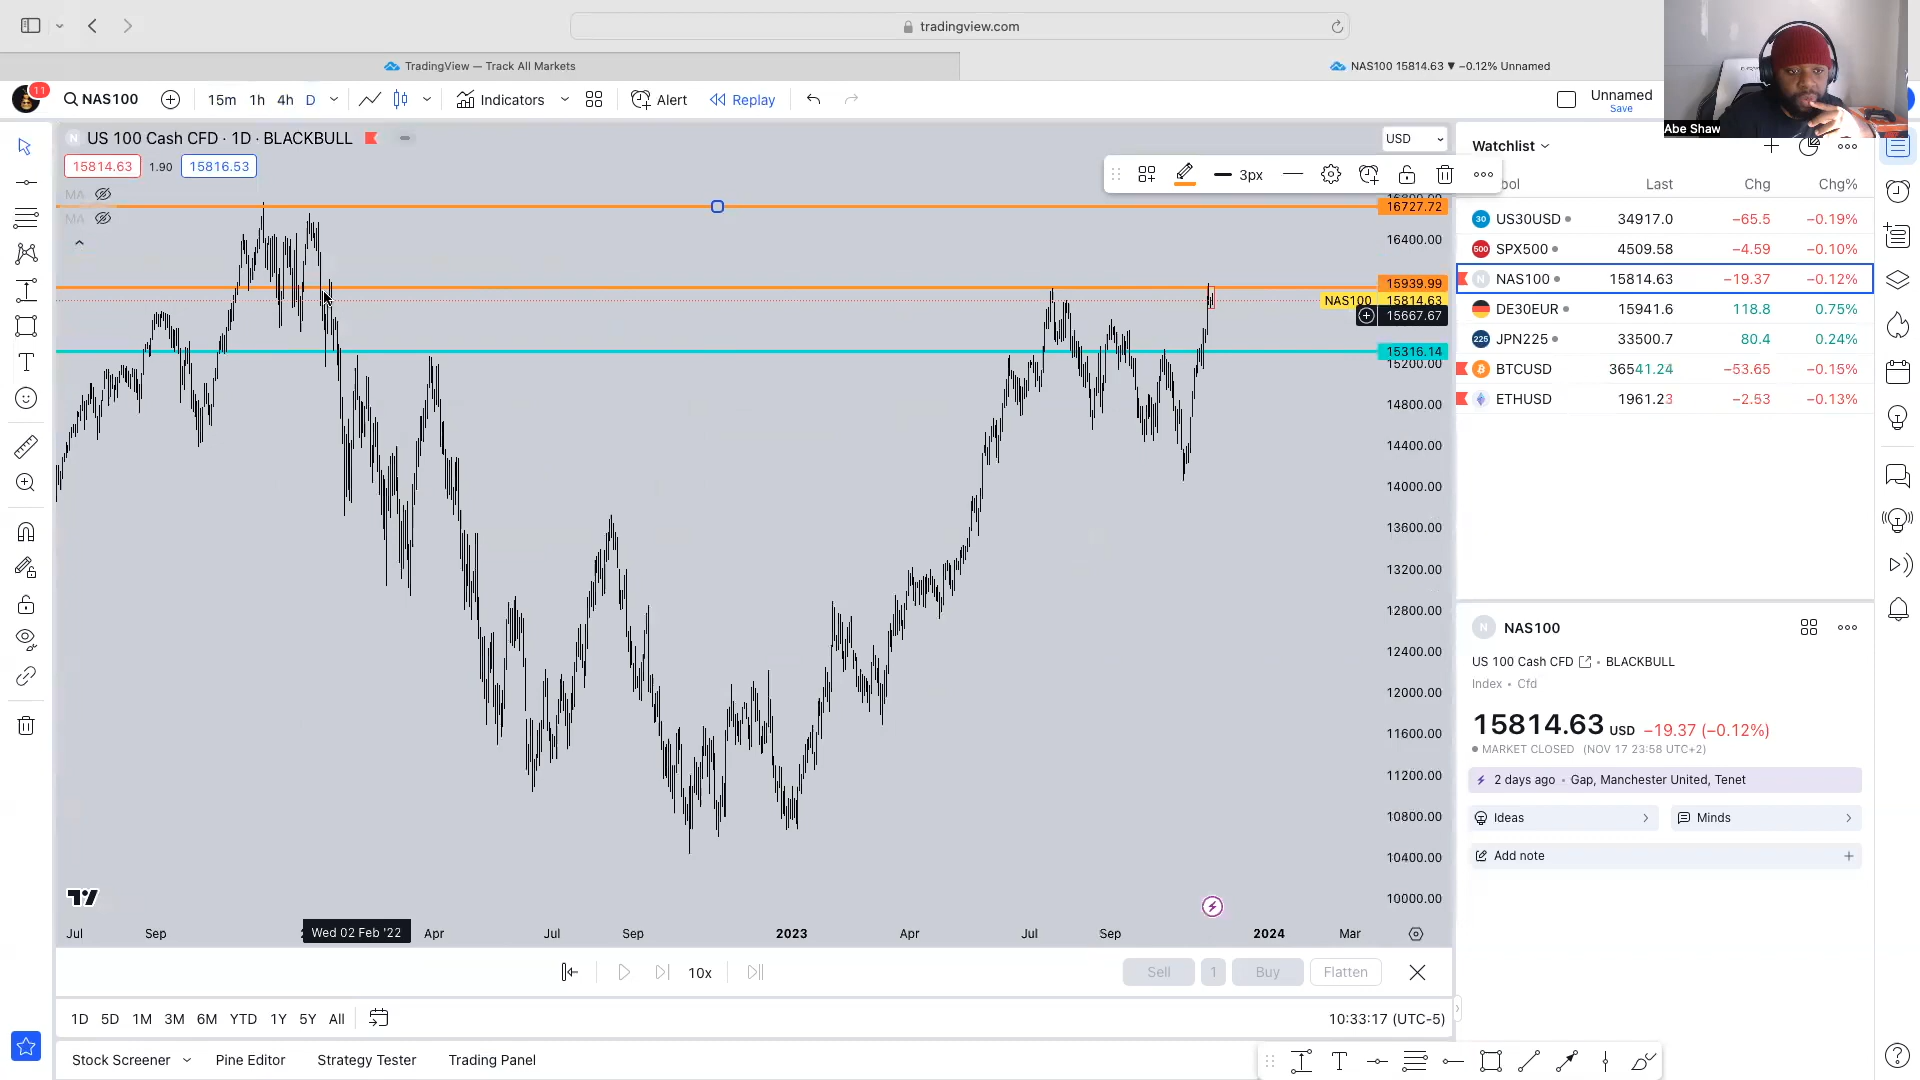 tradingview.com
TradingView — Track All Markets
NAS100 15814.63 ▼ −0.12% Unnamed
11
NAS100
15m 1h 4h D
Indicators
Alert
Replay
Unnamed
Save
Abe Shaw
N US 100 Cash CFD · 1D · BLACKBULL
USD
15814.63 1.90 15816.53
MA
MA
3px
16727.72
16400.00
15939.99
NAS100 15814.63
15667.67
15316.14
15200.00
14800.00
14400.00
14000.00
13600.00
13200.00
12800.00
12400.00
12000.00
11600.00
11200.00
10800.00
10400.00
10000.00
Jul Sep Wed 02 Feb '22 Apr Jul Sep 2023 Apr Jul Sep 2024 Mar
10x
Sell 1 Buy Flatten
1D 5D 1M 3M 6M YTD 1Y 5Y All
10:33:17 (UTC-5)
Stock Screener Pine Editor Strategy Tester Trading Panel
Watchlist
Last Chg Chg%
30 US30USD 34917.0 −65.5 −0.19%
500 SPX500 4509.58 −4.59 −0.10%
N NAS100 15814.63 −19.37 −0.12%
DE30EUR 15941.6 118.8 0.75%
225 JPN225 33500.7 80.4 0.24%
BTCUSD 36541.24 −53.65 −0.15%
ETHUSD 1961.23 −2.53 −0.13%
N NAS100
US 100 Cash CFD • BLACKBULL
Index • Cfd
15814.63 USD −19.37 (−0.12%)
MARKET CLOSED (NOV 17 23:58 UTC+2)
2 days ago • Gap, Manchester United, Tenet
Ideas
Minds
Add note